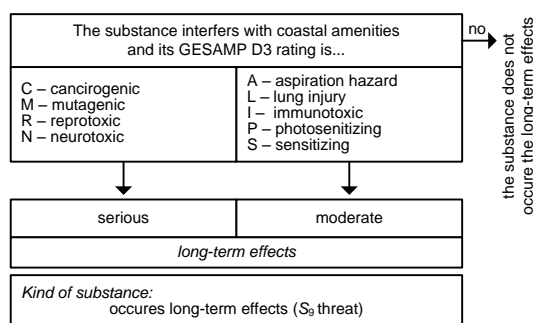 The substance interfers with coastal amenities
and its GESAMP D3 rating is...
no
C – cancirogenic
M – mutagenic
R – reprotoxic
N – neurotoxic
A – aspiration hazard
L – lung injury
I – immunotoxic
P – photosenitizing
S – sensitizing
the substance does not
occure the long-term effects
serious
moderate
long-term effects
Kind of substance:
occures long-term effects (S9 threat)